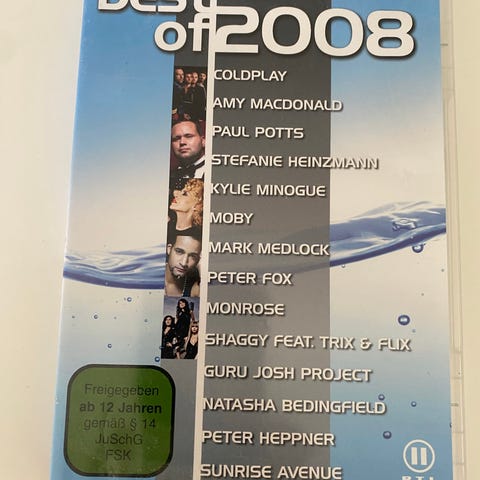 best
of 2008
COLDPLAY
AMY MACDONALD
PAUL POTTS
STEFANIE HEINZMANN
KYLIE MINOGUE
MOBY
MARK MEDLOCK
PETER FOX
MONROSE
SHAGGY FEAT. TRIX & FLIX
GURU JOSH PROJECT
NATASHA BEDINGFIELD
PETER HEPPNER
SUNRISE AVENUE
Freigegeben
ab 12 Jahren
gemäß § 14
JuSchG
FSK
RTL